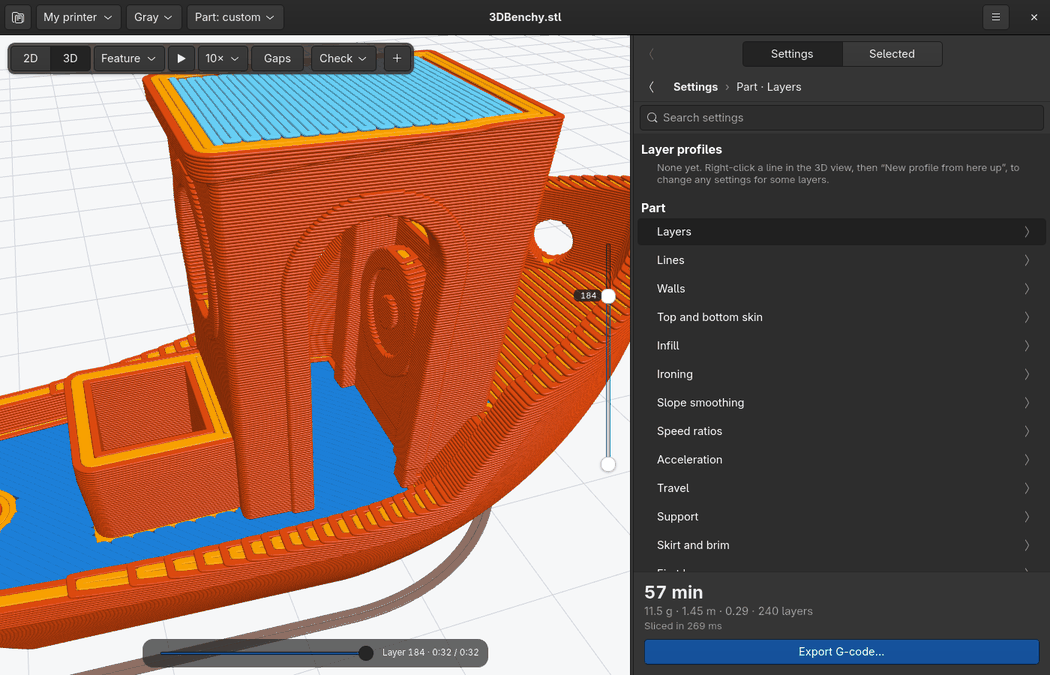 My printer
Gray
Part: custom
3DBenchy.stl
2D
3D
Feature
10×
Gaps
Check
Settings
Selected
Settings
Part · Layers
Search settings
Layer profiles
None yet. Right-click a line in the 3D view, then “New profile from here up”, to
change any settings for some layers.
Part
Layers
Lines
Walls
Top and bottom skin
Infill
Ironing
Slope smoothing
Speed ratios
Acceleration
Travel
Support
Skirt and brim
184
57 min
11.5 g · 1.45 m · 0.29 · 240 layers
Sliced in 269 ms
Export G-code…
Layer 184 · 0:32 / 0:32